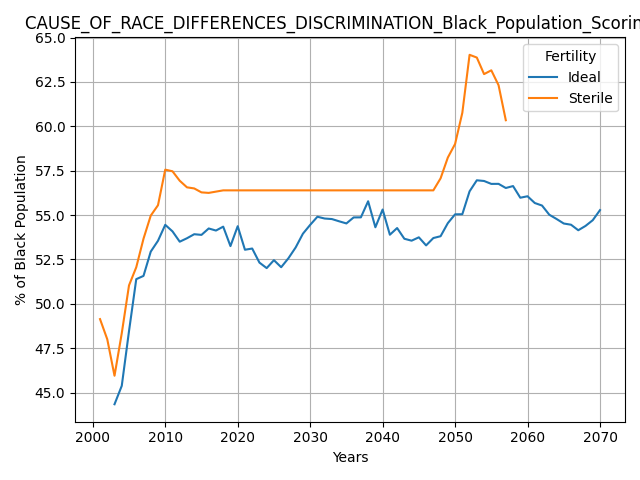 CAUSE_OF_RACE_DIFFERENCES_DISCRIMINATION_Black_Population_Scorin
65.0
62.5
60.0
57.5
55.0
52.5
50.0
47.5
45.0
% of Black Population
Fertility
Ideal
Sterile
2000 2010 2020 2030 2040 2050 2060 2070
Years